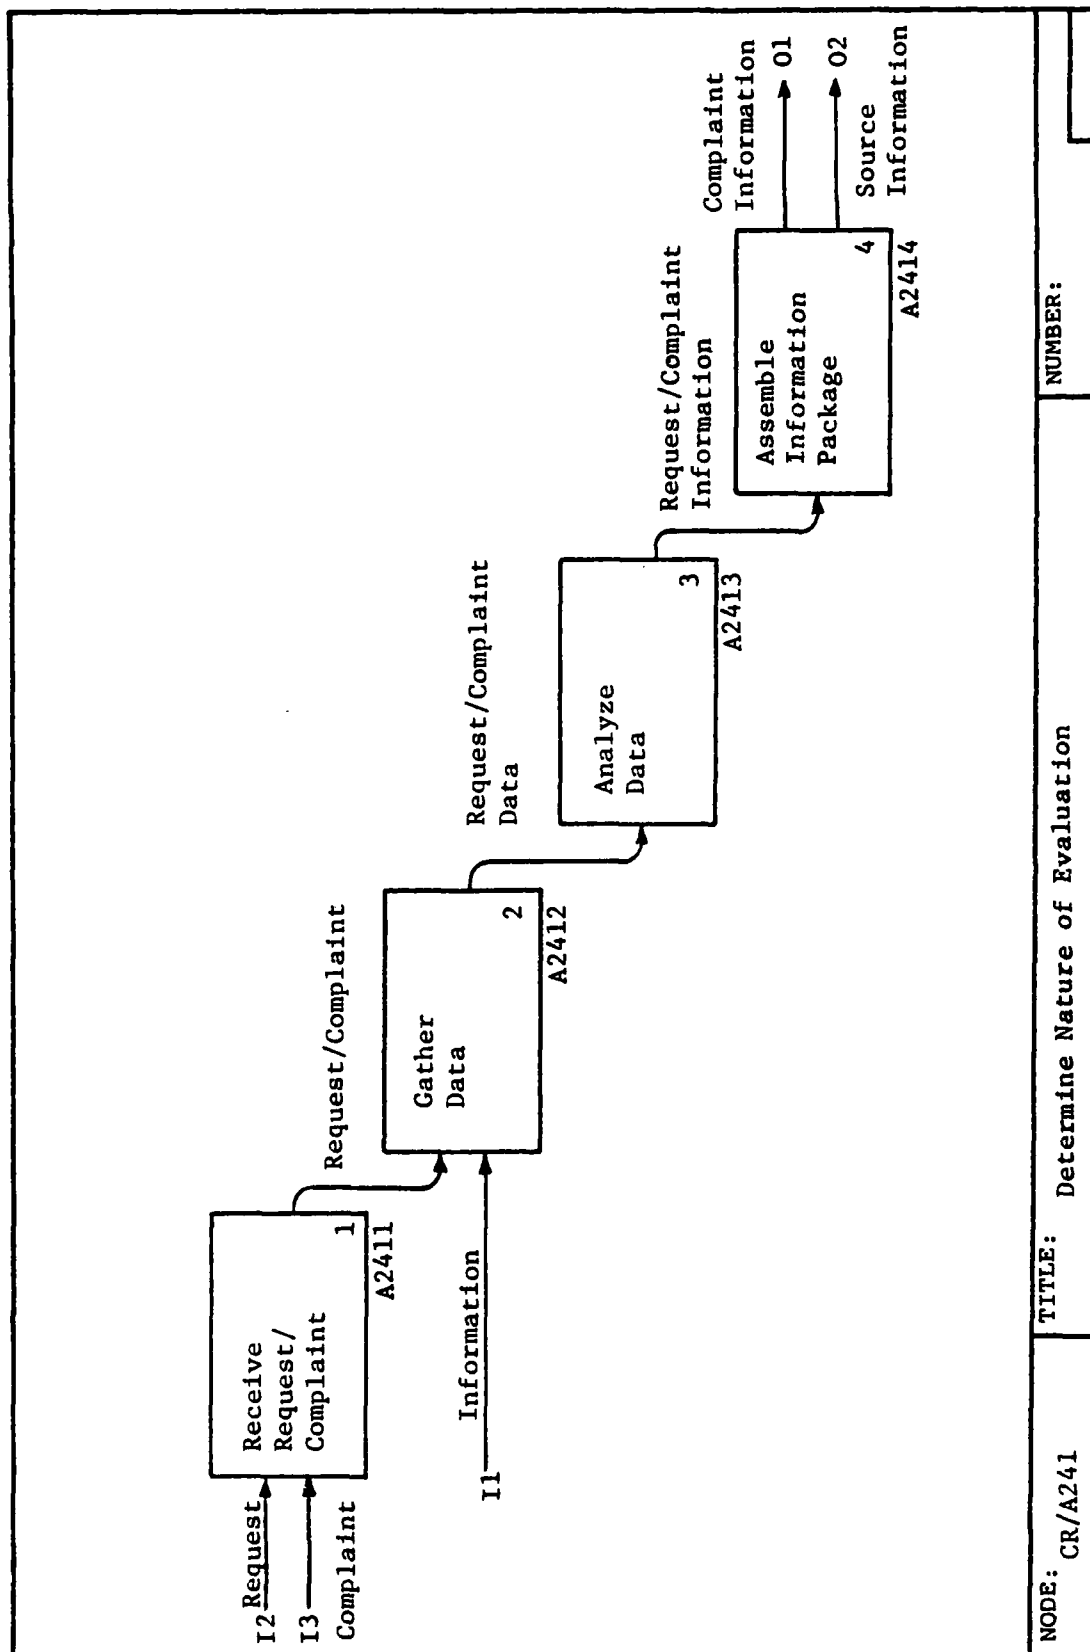 I2 Request
I3
Complaint
Receive
Request/
Complaint
1
A2411
Request/Complaint
I1
Information
Gather
Data
2
A2412
Request/Complaint
Data
Analyze
Data
3
A2413
Request/Complaint
Information
Assemble
Information
Package
4
A2414
Complaint
Information
O1
O2
Source
Information
NODE:
CR/A241
TITLE:
Determine Nature of Evaluation
NUMBER: